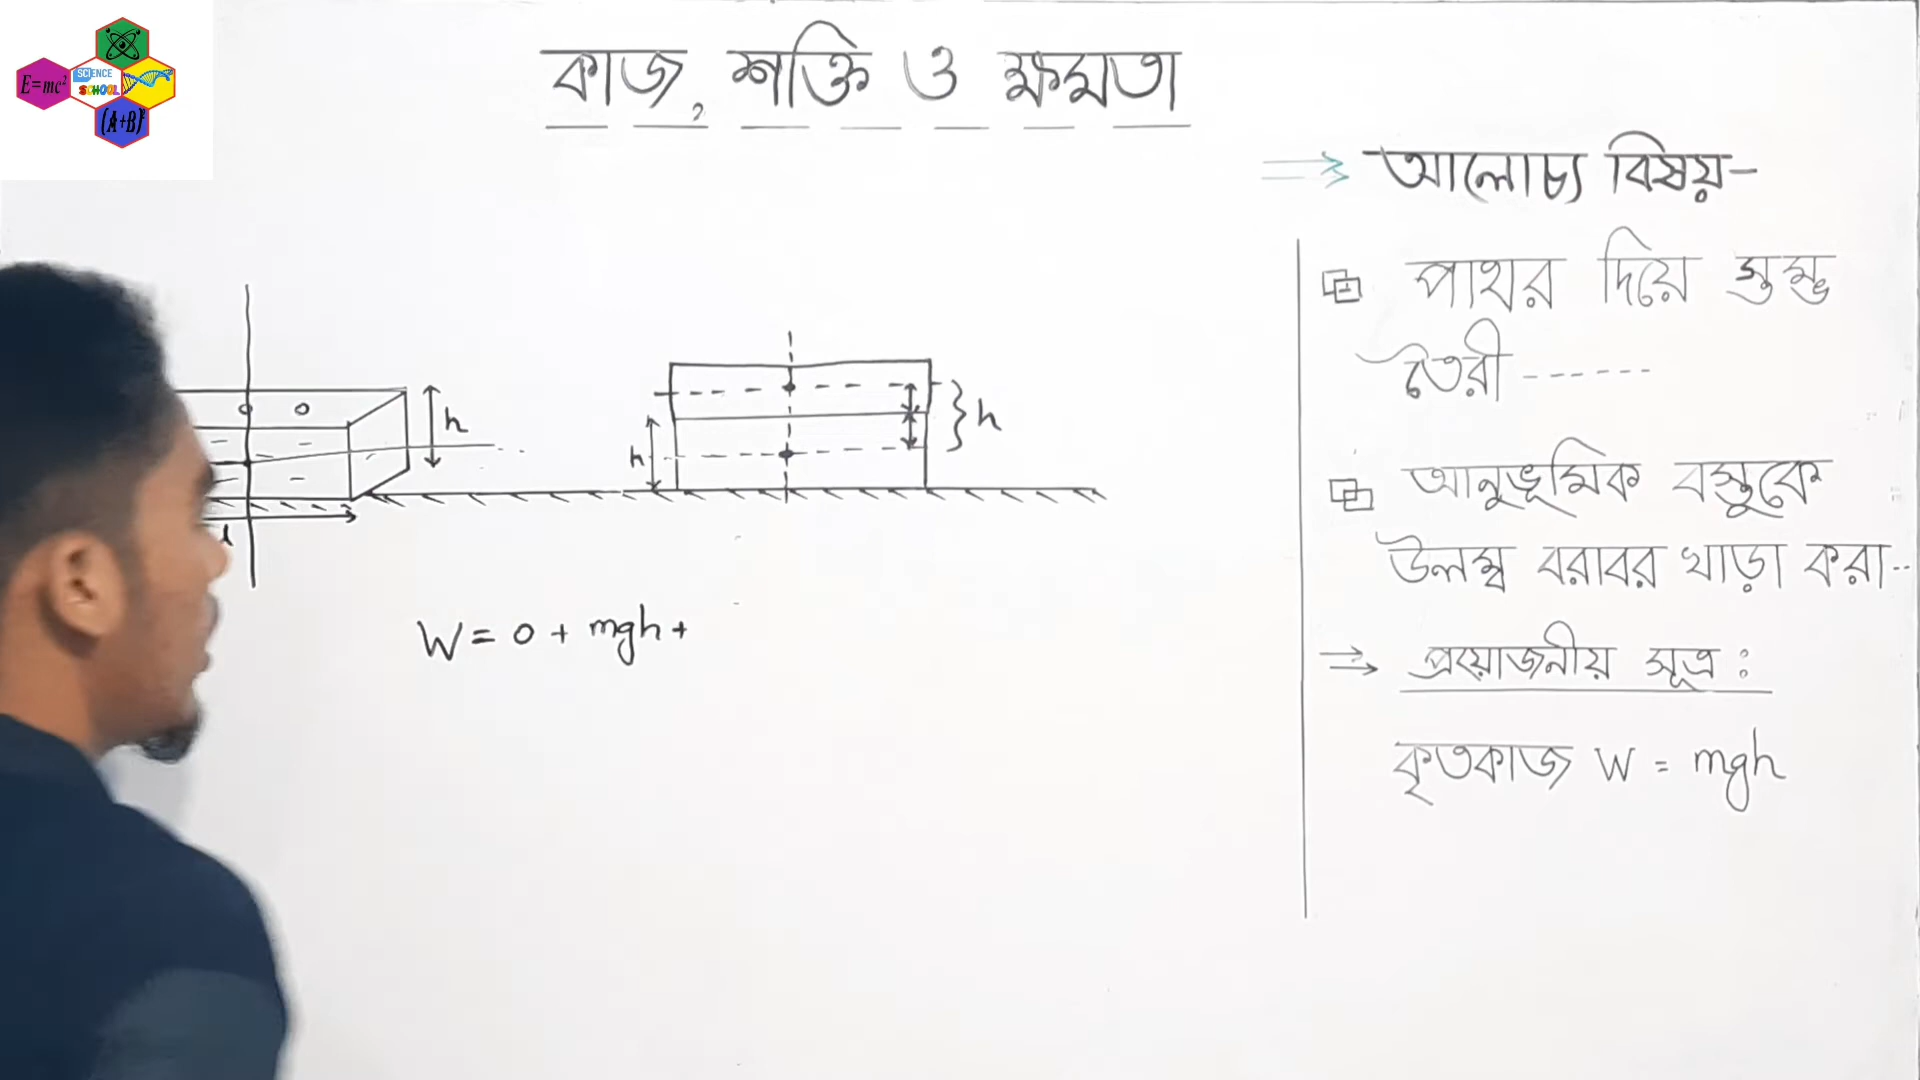 E=mc²
SCIENCE
SCHOOL
(A+B)²
কাজ, শক্তি ও ক্ষমতা
⇒ আলোচ্য বিষয়-
পাথর দিয়ে স্তম্ভ
তৈরী ------
আনুভূমিক বস্তুকে
উলম্ব বরাবর খাড়া করা--
⇒ প্রয়োজনীয় সূত্র :
কৃতকাজ W = mgh
h
l
h
h
W = 0 + mgh +